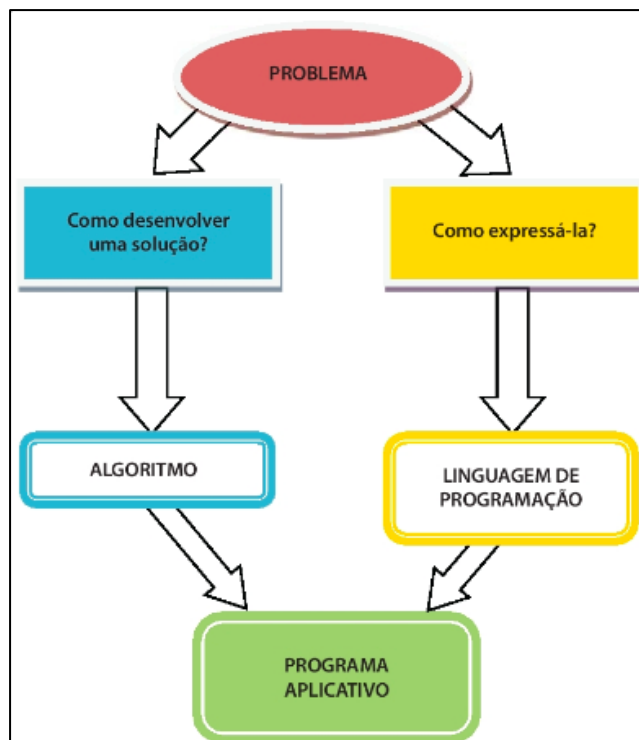 PROBLEMA
Como desenvolver
uma solução?
Como expressá-la?
ALGORITMO
LINGUAGEM DE
PROGRAMAÇÃO
PROGRAMA
APLICATIVO